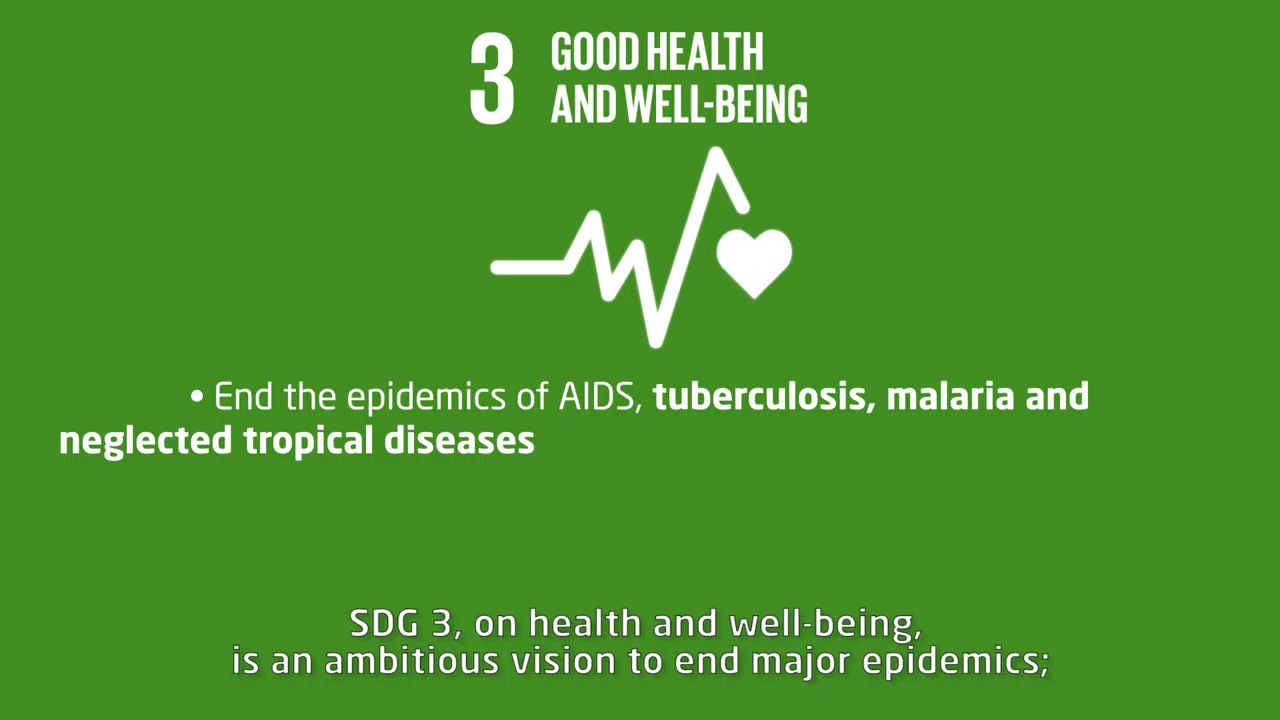 3 GOOD HEALTH
AND WELL-BEING
• End the epidemics of AIDS, tuberculosis, malaria and
neglected tropical diseases
SDG 3, on health and well-being,
is an ambitious vision to end major epidemics;